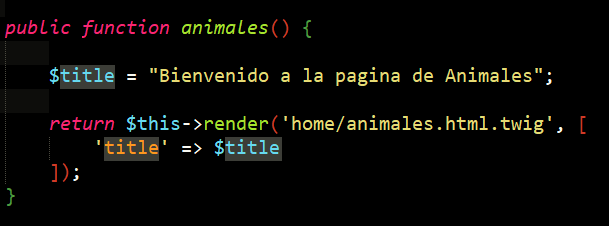 public function animales() {
$title = "Bienvenido a la pagina de Animales";
return $this->render('home/animales.html.twig', [
'title' => $title
]);
}